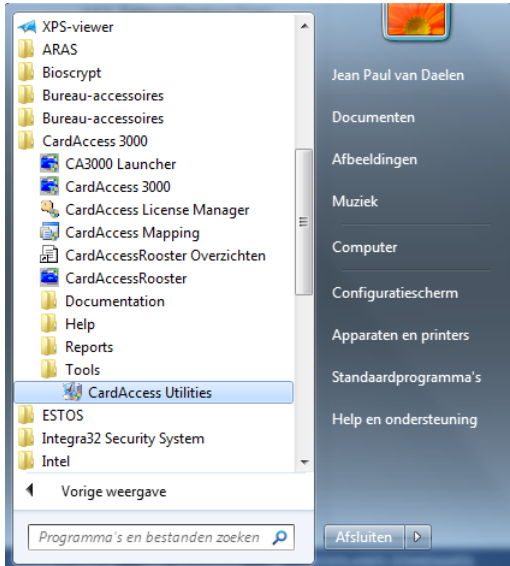 XPS-viewer
ARAS
Bioscrypt
Bureau-accessoires
Bureau-accessoires
CardAccess 3000
CA3000 Launcher
CardAccess 3000
CardAccess License Manager
CardAccess Mapping
CardAccessRooster Overzichten
CardAccessRooster
Documentation
Help
Reports
Tools
CardAccess Utilities
ESTOS
Integra32 Security System
Intel
Vorige weergave
Programma's en bestanden zoeken
Jean Paul van Daelen
Documenten
Afbeeldingen
Muziek
Computer
Configuratiescherm
Apparaten en printers
Standaardprogramma's
Help en ondersteuning
Afsluiten